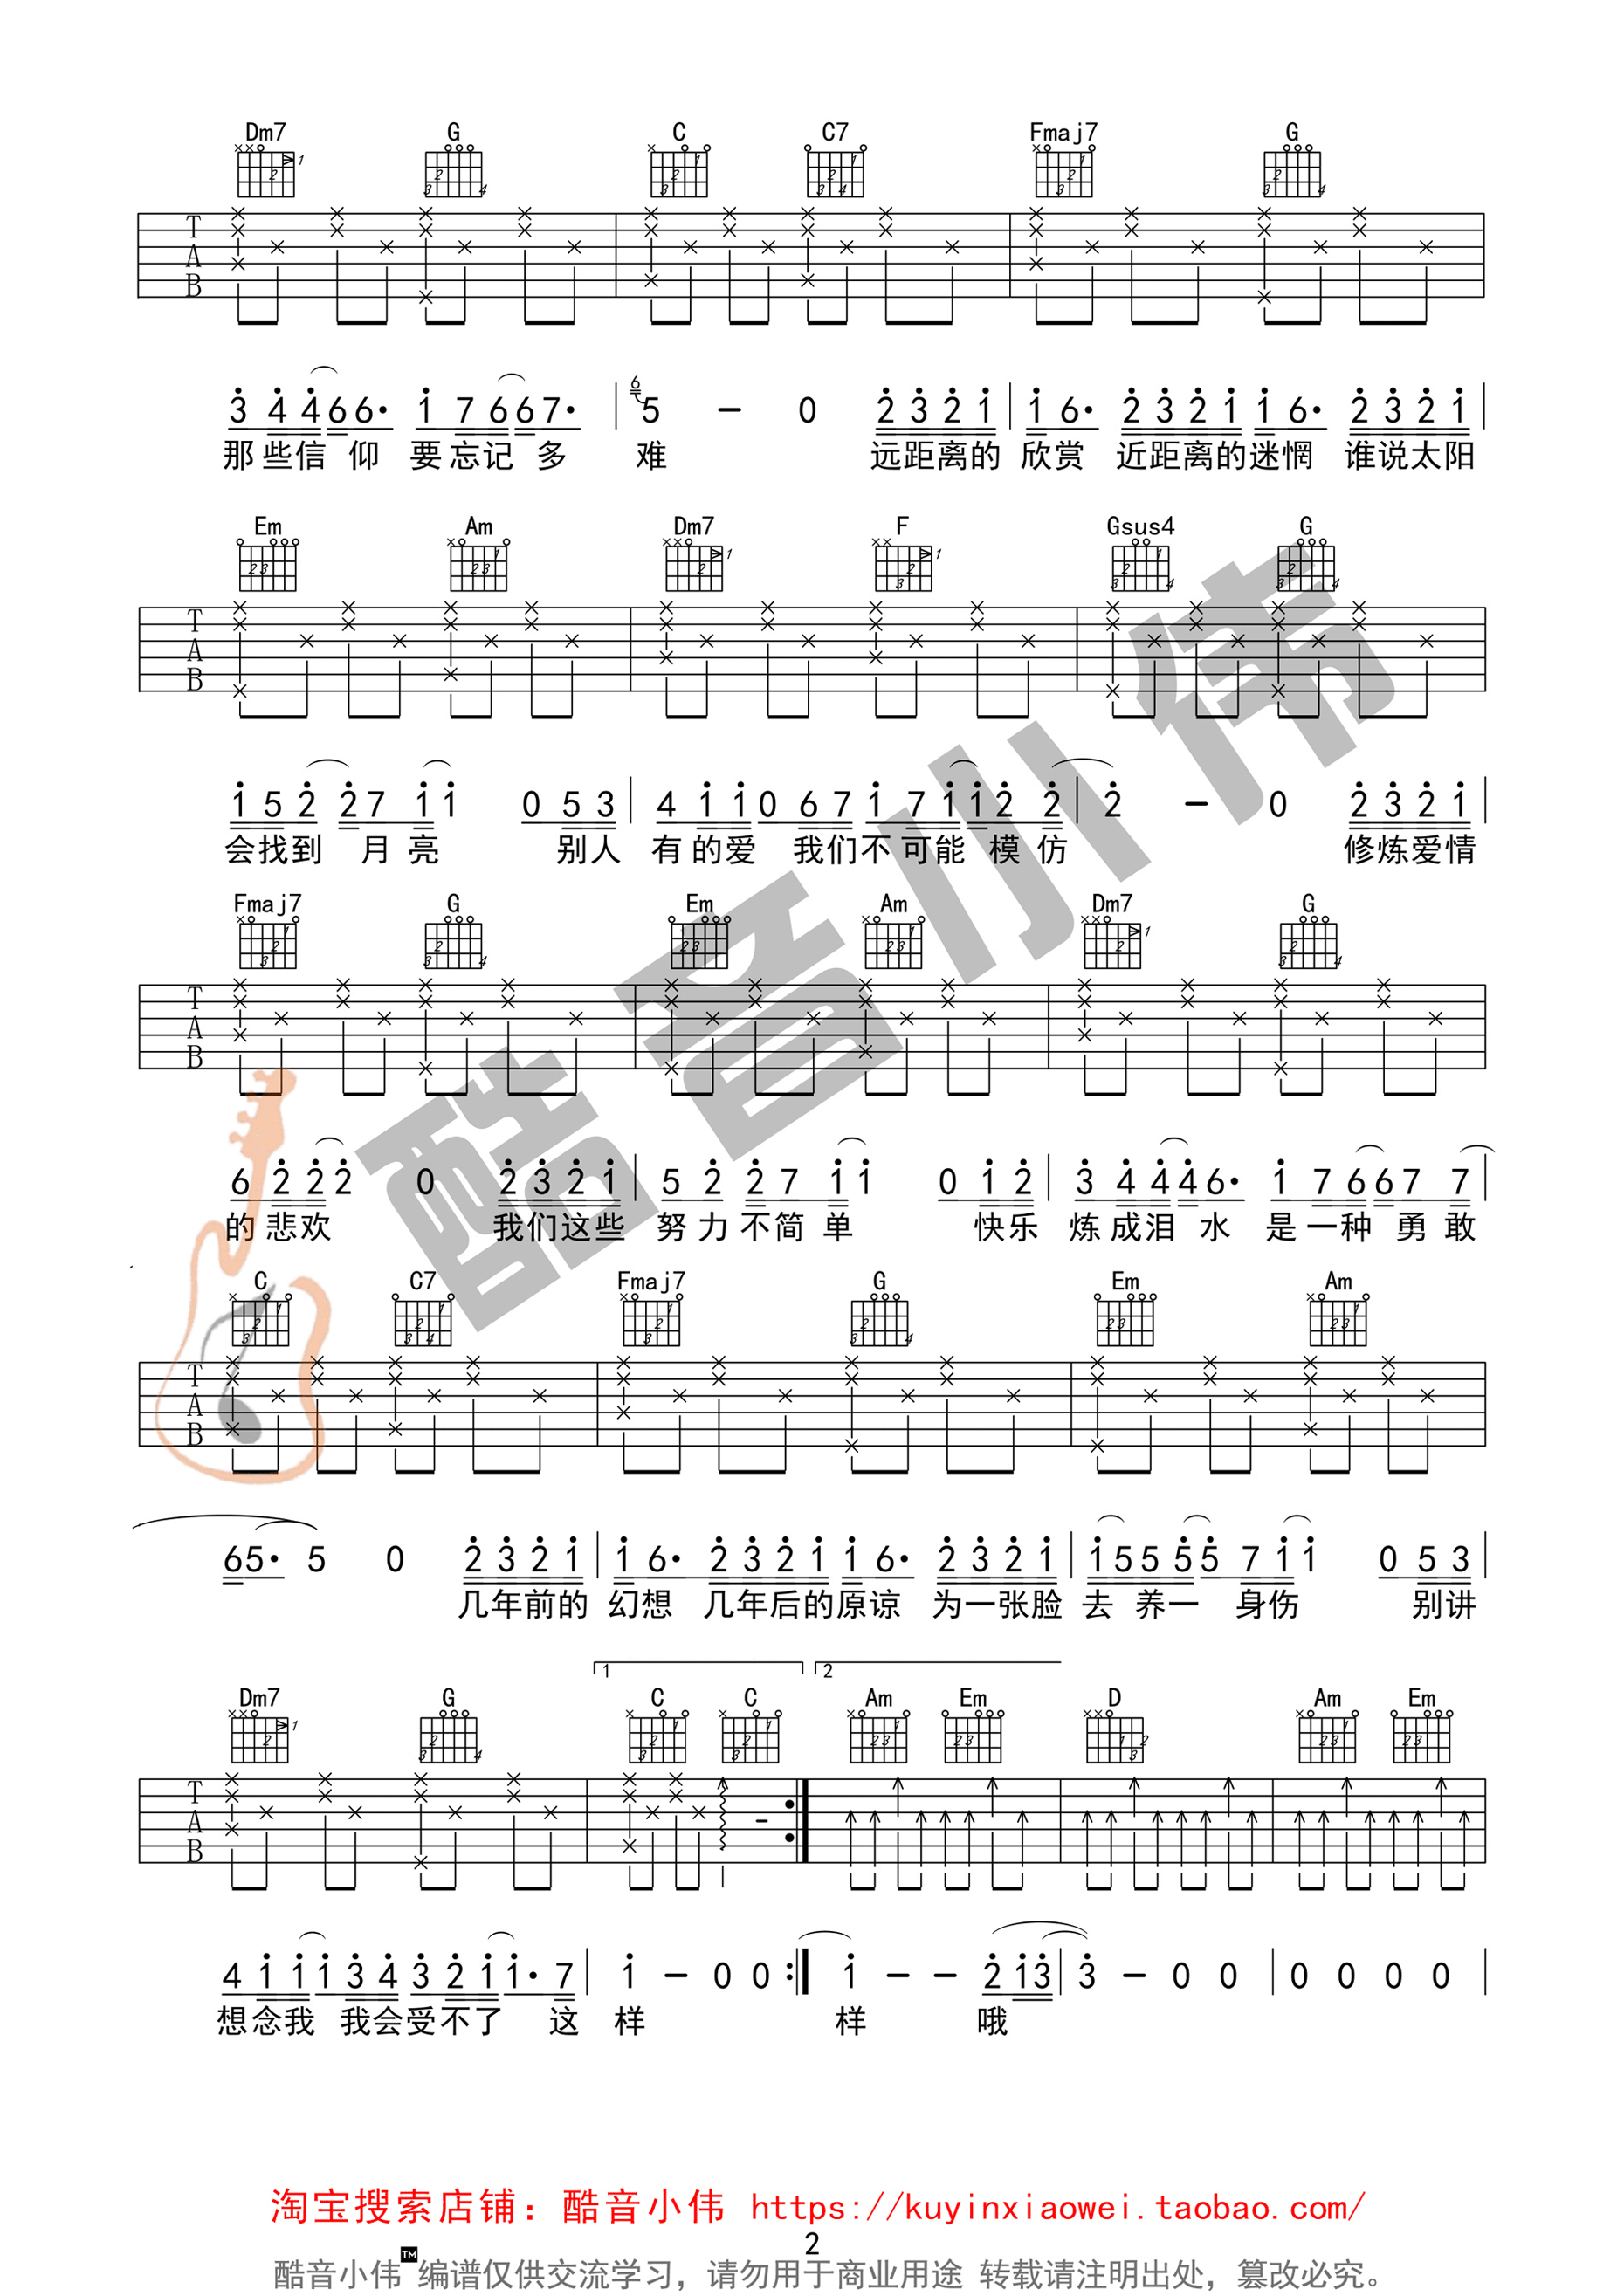 Dm7 G C C7 Fmaj7 G
T A B
3 4 4 6 6· 1 7 6 6 7· | 6 5 - 0 2 3 2 1 | 1 6· 2 3 2 1 1 6· 2 3 2 1 |
那些信 仰 要忘记 多 难 远距离的 欣赏 近距离的迷惘 谁说太阳
Em Am Dm7 F Gsus4 G
T A B
1 5 2 2 7 1 1 0 5 3 | 4 1 1 0 6 7 1 7 1 1 2 2 | 2 - 0 2 3 2 1 |
会找到 月 亮 别人 有的爱 我们不可能 模 仿 修炼爱情
Fmaj7 G Em Am Dm7 G
T A B
6 2 2 2 0 2 3 2 1 | 5 2 2 7 1 1 0 1 2 | 3 4 4 4 6· 1 7 6 6 7 7 |
的悲欢 我们这些 努力不简 单 快乐 炼成泪 水 是一种 勇 敢
C C7 Fmaj7 G Em Am
T A B
6 5· 5 0 2 3 2 1 | 1 6· 2 3 2 1 1 6· 2 3 2 1 | 1 5 5 5 5 7 1 1 0 5 3 |
几年前的 幻想 几年后的原谅 为一张脸 去 养一 身伤 别讲
1 2
Dm7 G C C Am Em D Am Em
T A B
4 1 1 1 3 4 3 2 1 1· 7 | 1 - 0 0 :| 1 - - 2 1 3 | 3 - 0 0 | 0 0 0 0 |
想念我 我会受不了 这 样 样 哦
酷音小伟
淘宝搜索店铺：酷音小伟 https://kuyinxiaowei.taobao.com/
2
酷音小伟TM编谱仅供交流学习，请勿用于商业用途 转载请注明出处，篡改必究。